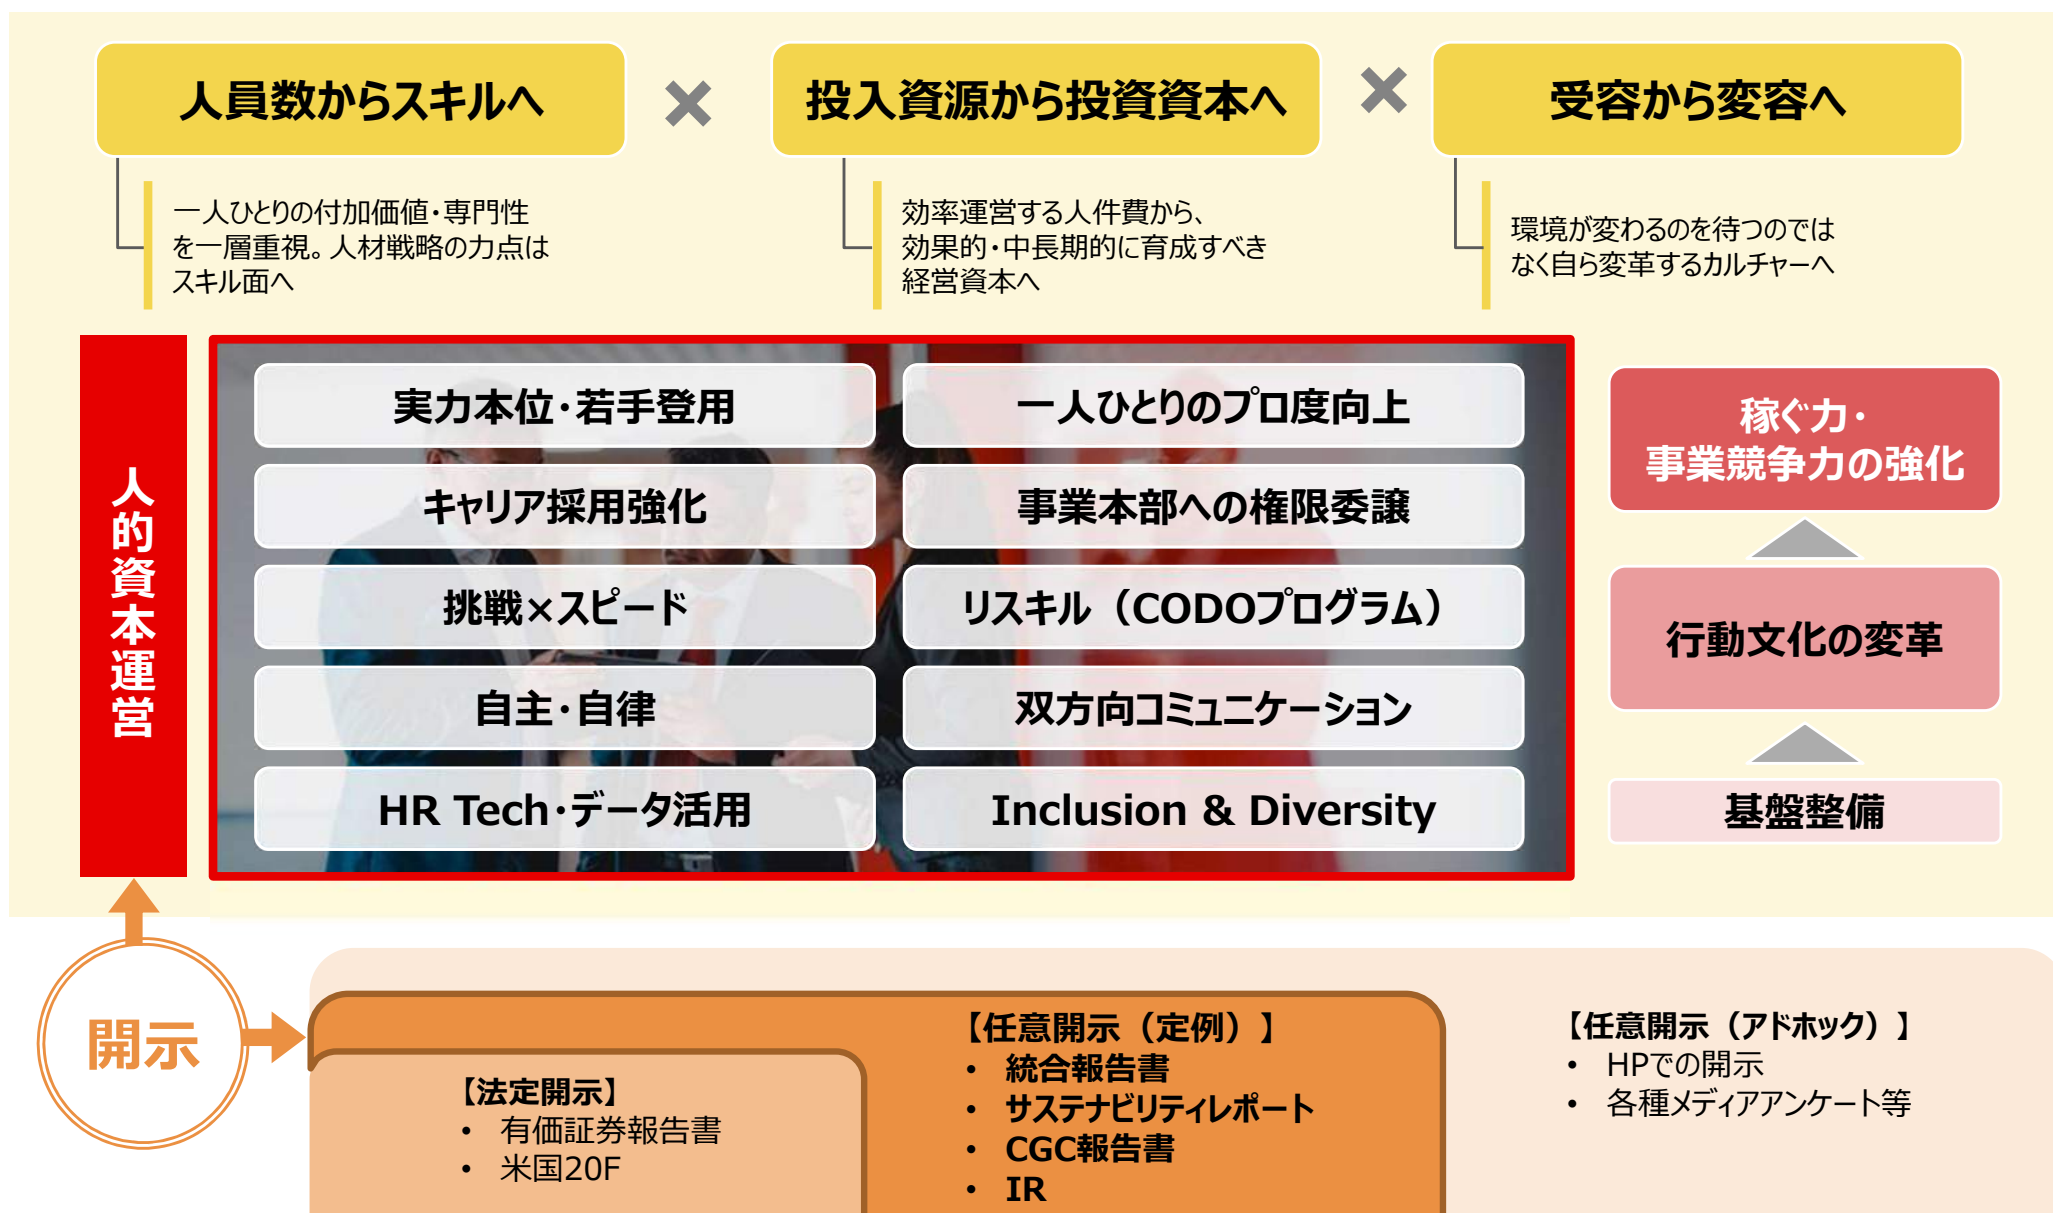 人員数からスキルへ
×
投入資源から投資資本へ
×
受容から変容へ
一人ひとりの付加価値・専門性
を一層重視。人材戦略の力点は
スキル面へ
効率運営する人件費から、
効果的・中長期的に育成すべき
経営資本へ
環境が変わるのを待つのでは
なく自ら変革するカルチャーへ
人的資本運営
実力本位・若手登用
一人ひとりのプロ度向上
キャリア採用強化
事業本部への権限委譲
挑戦×スピード
リスキル（CODOプログラム）
自主・自律
双方向コミュニケーション
HR Tech・データ活用
Inclusion & Diversity
稼ぐ力・
事業競争力の強化
行動文化の変革
基盤整備
開示
【法定開示】
• 有価証券報告書
• 米国20F
【任意開示（定例）】
• 統合報告書
• サステナビリティレポート
• CGC報告書
• IR
【任意開示（アドホック）】
• HPでの開示
• 各種メディアアンケート等